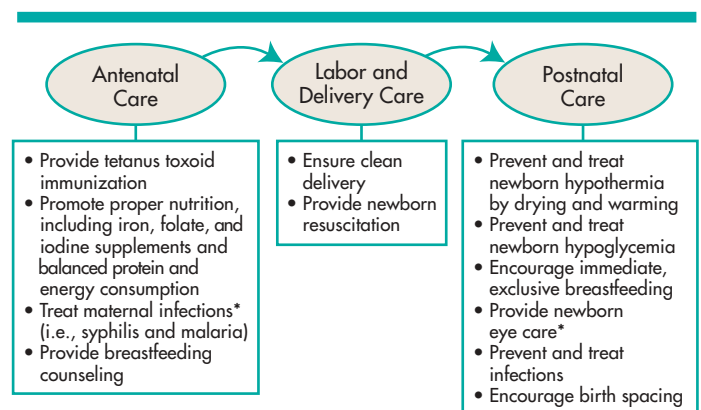 Antenatal
Care
Labor and
Delivery Care
Postnatal
Care
• Provide tetanus toxoid
immunization
• Promote proper nutrition,
including iron, folate, and
iodine supplements and
balanced protein and
energy consumption
• Treat maternal infections*
(i.e., syphilis and malaria)
• Provide breastfeeding
counseling
• Ensure clean
delivery
• Provide newborn
resuscitation
• Prevent and treat
newborn hypothermia
by drying and warming
• Prevent and treat
newborn hypoglycemia
• Encourage immediate,
exclusive breastfeeding
• Provide newborn
eye care*
• Prevent and treat
infections
• Encourage birth spacing